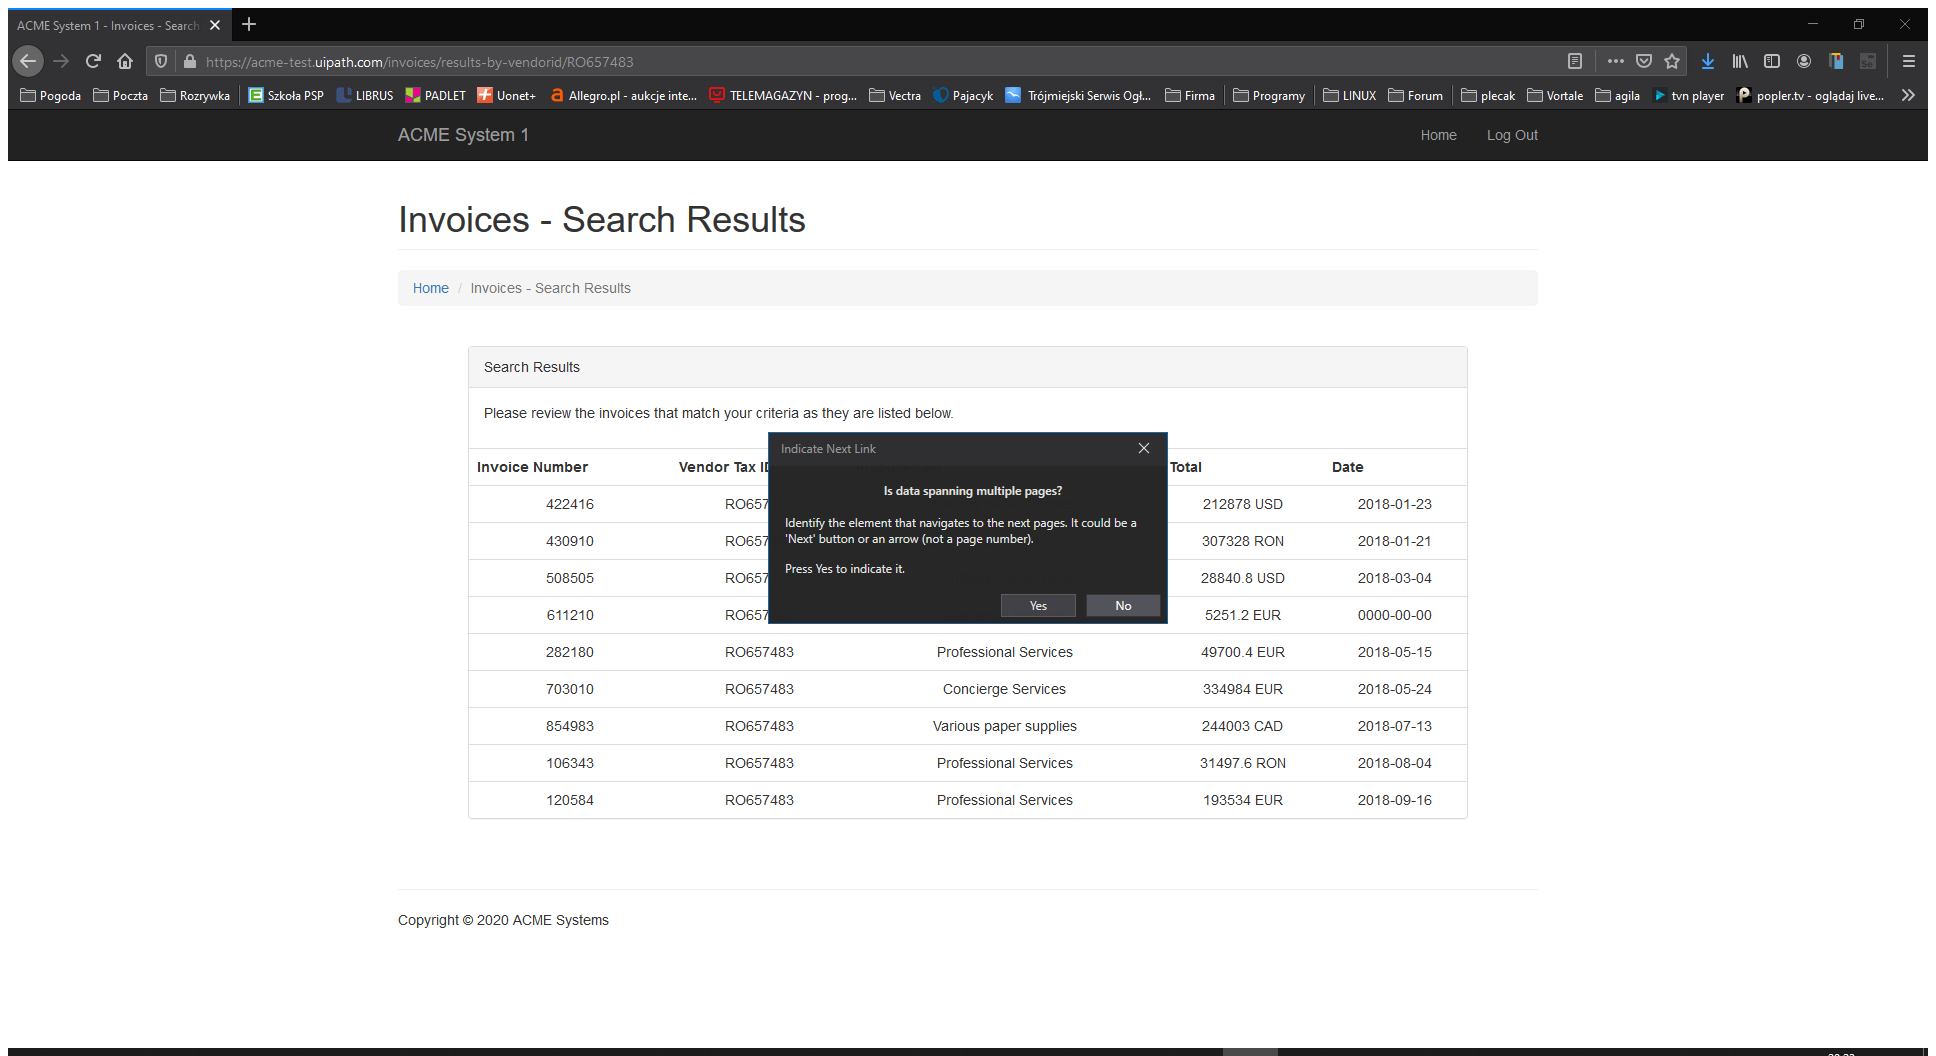 ACME System 1 - Invoices - Search
https://acme-test.uipath.com/invoices/results-by-vendorid/RO657483
Pogoda Poczta Rozrywka Szkoła PSP LIBRUS PADLET Uonet+ Allegro.pl - aukcje inte... TELEMAGAZYN - prog... Vectra Pajacyk Trójmiejski Serwis Ogł... Firma Programy LINUX Forum plecak Vortale agila tvn player popler.tv - oglądaj live...
ACME System 1 Home Log Out
Invoices - Search Results
Home / Invoices - Search Results
Search Results
Please review the invoices that match your criteria as they are listed below.
Indicate Next Link
Is data spanning multiple pages?
Identify the element that navigates to the next pages. It could be a
'Next' button or an arrow (not a page number).
Press Yes to indicate it.
Yes No
Invoice Number Vendor Tax ID Total Date
422416 RO657 212878 USD 2018-01-23
430910 RO657 307328 RON 2018-01-21
508505 RO657 28840.8 USD 2018-03-04
611210 RO657 5251.2 EUR 0000-00-00
282180 RO657483 Professional Services 49700.4 EUR 2018-05-15
703010 RO657483 Concierge Services 334984 EUR 2018-05-24
854983 RO657483 Various paper supplies 244003 CAD 2018-07-13
106343 RO657483 Professional Services 31497.6 RON 2018-08-04
120584 RO657483 Professional Services 193534 EUR 2018-09-16
Copyright © 2020 ACME Systems